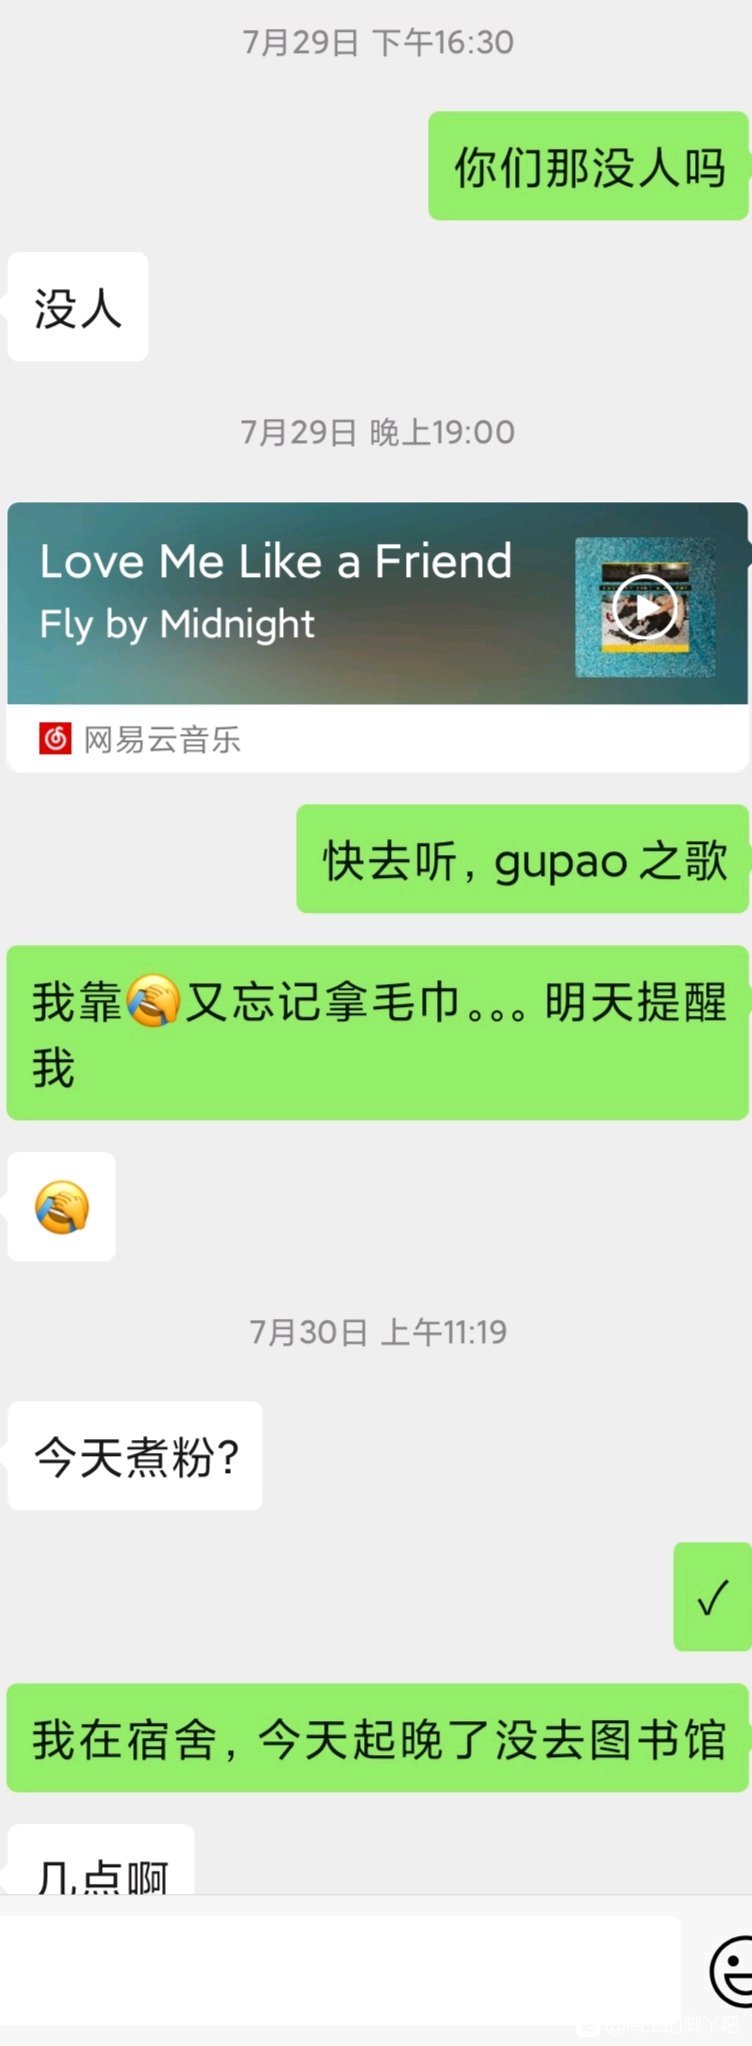 7月29日 下午16:30
你们那没人吗
没人
7月29日 晚上19:00
Love Me Like a Friend
Fly by Midnight
网易云音乐
快去听，gupao 之歌
我靠🤣又忘记拿毛巾。。。明天提醒
我
7月30日 上午11:19
今天煮粉?
✓
我在宿舍，今天起晚了没去图书馆
几点啊